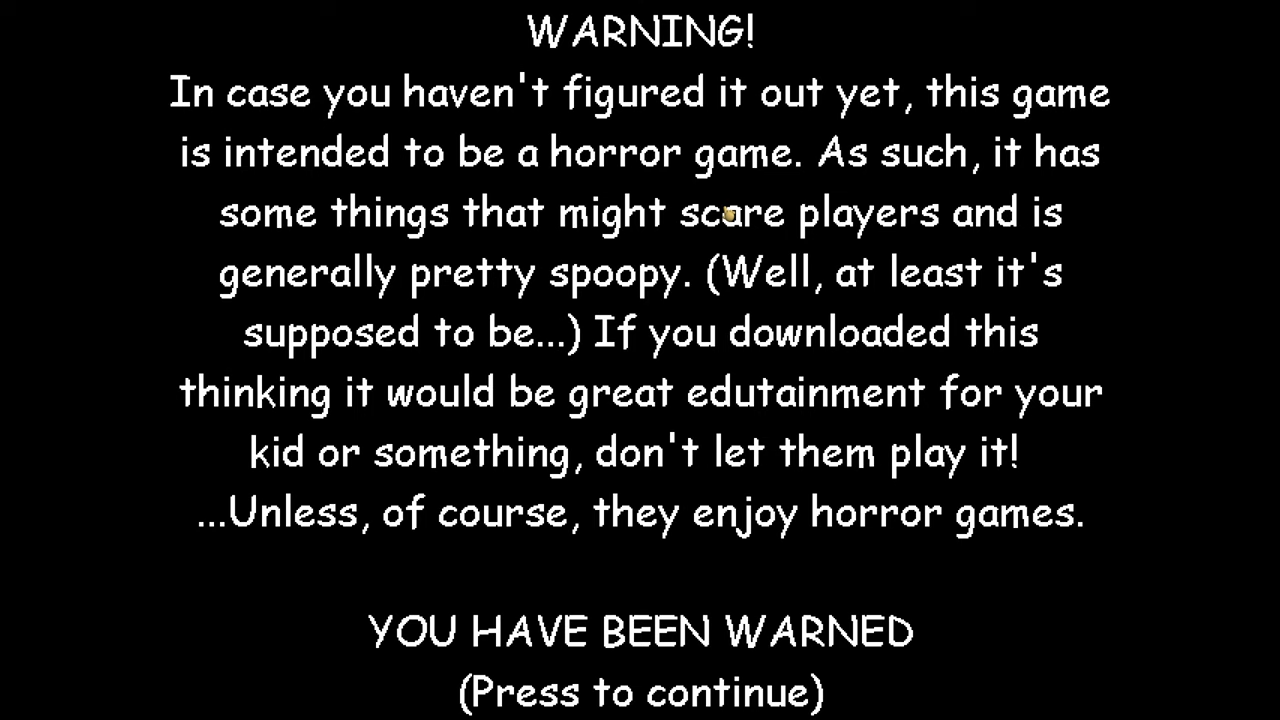 WARNING!
In case you haven't figured it out yet, this game
is intended to be a horror game. As such, it has
some things that might scare players and is
generally pretty spoopy. (Well, at least it's
supposed to be...) If you downloaded this
thinking it would be great edutainment for your
kid or something, don't let them play it!
...Unless, of course, they enjoy horror games.
YOU HAVE BEEN WARNED
(Press to continue)